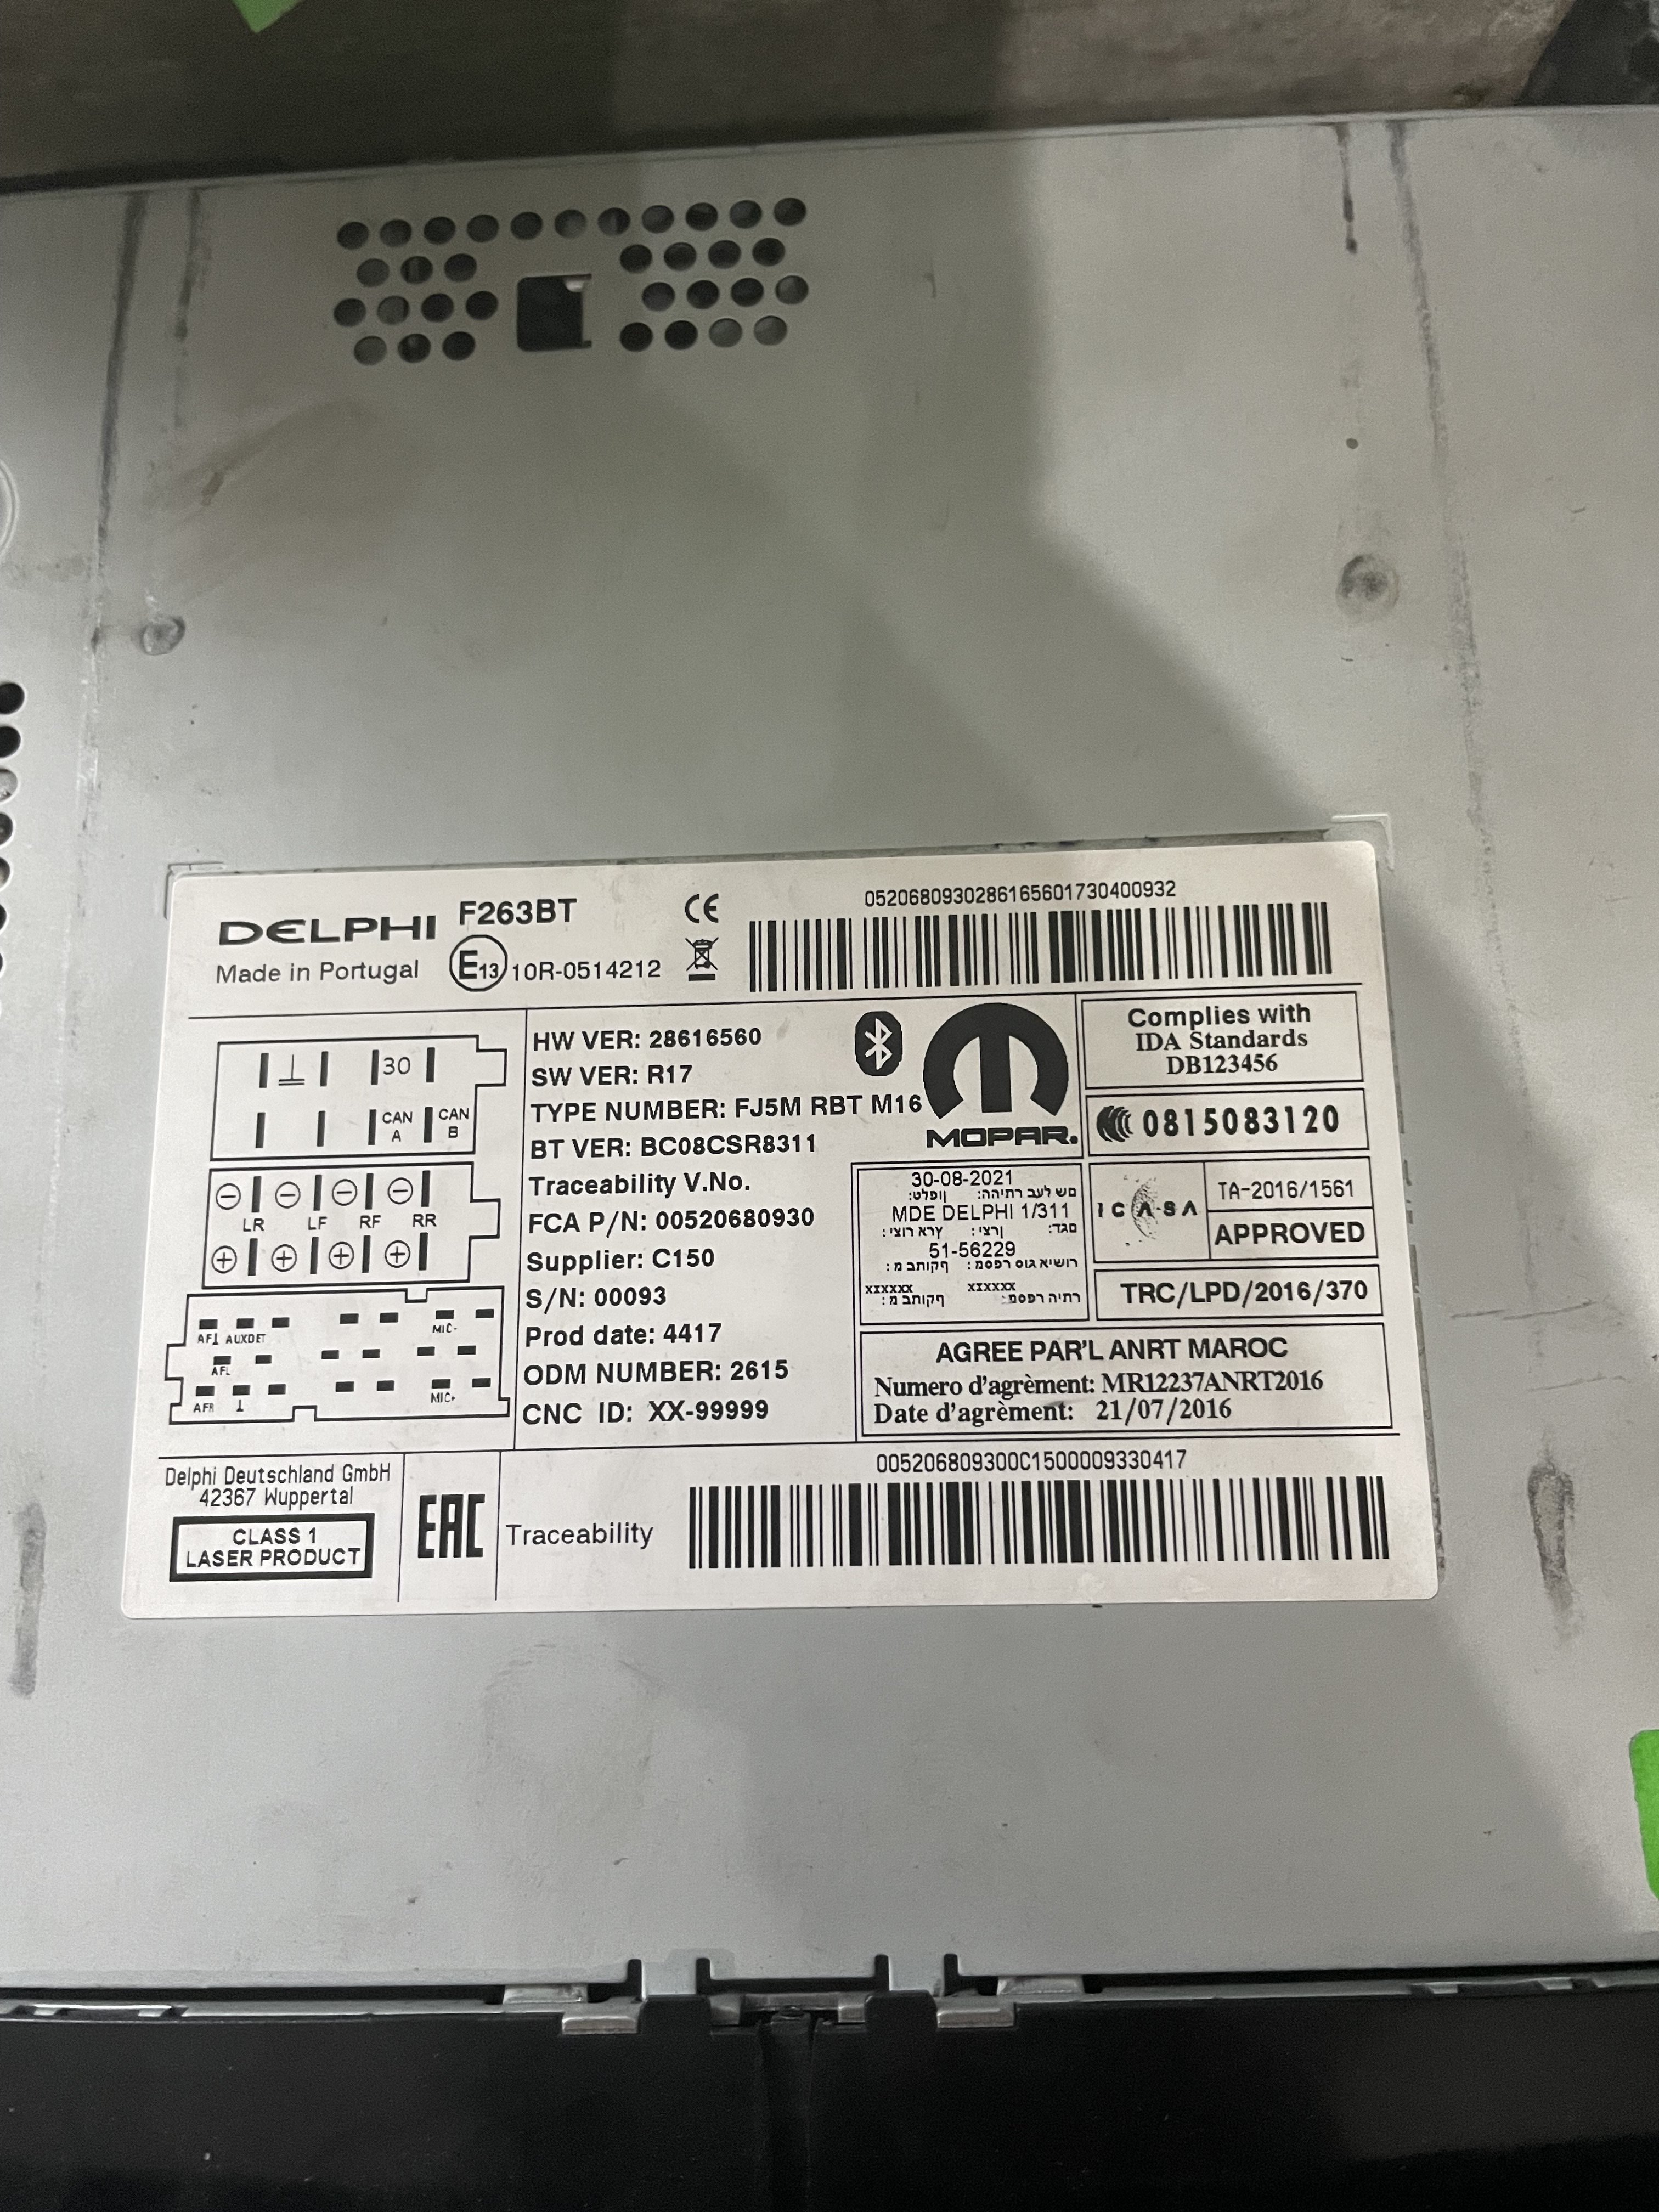 DELPHI F263BT
CE
Made in Portugal
E13 10R-0514212
0520680930286165601730400932
30
CAN A
CAN B
LR LF RF RR
AF⊥ AUXDET
MIC-
AFL
AFR ⊥
MIC+
HW VER: 28616560
SW VER: R17
TYPE NUMBER: FJ5M RBT M16
BT VER: BC08CSR8311
Traceability V.No.
FCA P/N: 00520680930
Supplier: C150
S/N: 00093
Prod date: 4417
ODM NUMBER: 2615
CNC ID: XX-99999
MOPAR.
30-08-2021
MDE DELPHI 1/311
51-56229
xxxxxx xxxxxx
Complies with
IDA Standards
DB123456
0815083120
ICASA
TA-2016/1561
APPROVED
TRC/LPD/2016/370
AGREE PAR'L ANRT MAROC
Numero d'agrèment: MR12237ANRT2016
Date d'agrèment: 21/07/2016
Delphi Deutschland GmbH
42367 Wuppertal
CLASS 1
LASER PRODUCT
EAC
Traceability
005206809300C1500009330417